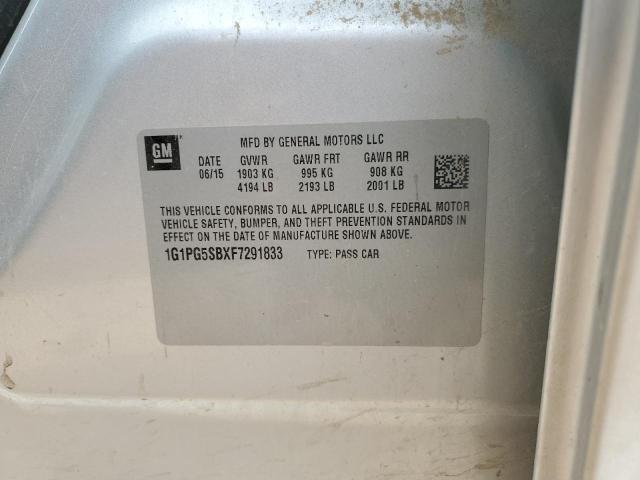 GM
MFD BY GENERAL MOTORS LLC
DATE GVWR GAWR FRT GAWR RR
06/15 1903 KG 995 KG 908 KG
4194 LB 2193 LB 2001 LB
THIS VEHICLE CONFORMS TO ALL APPLICABLE U.S. FEDERAL MOTOR
VEHICLE SAFETY, BUMPER, AND THEFT PREVENTION STANDARDS IN
EFFECT ON THE DATE OF MANUFACTURE SHOWN ABOVE.
1G1PG5SBXF7291833 TYPE: PASS CAR